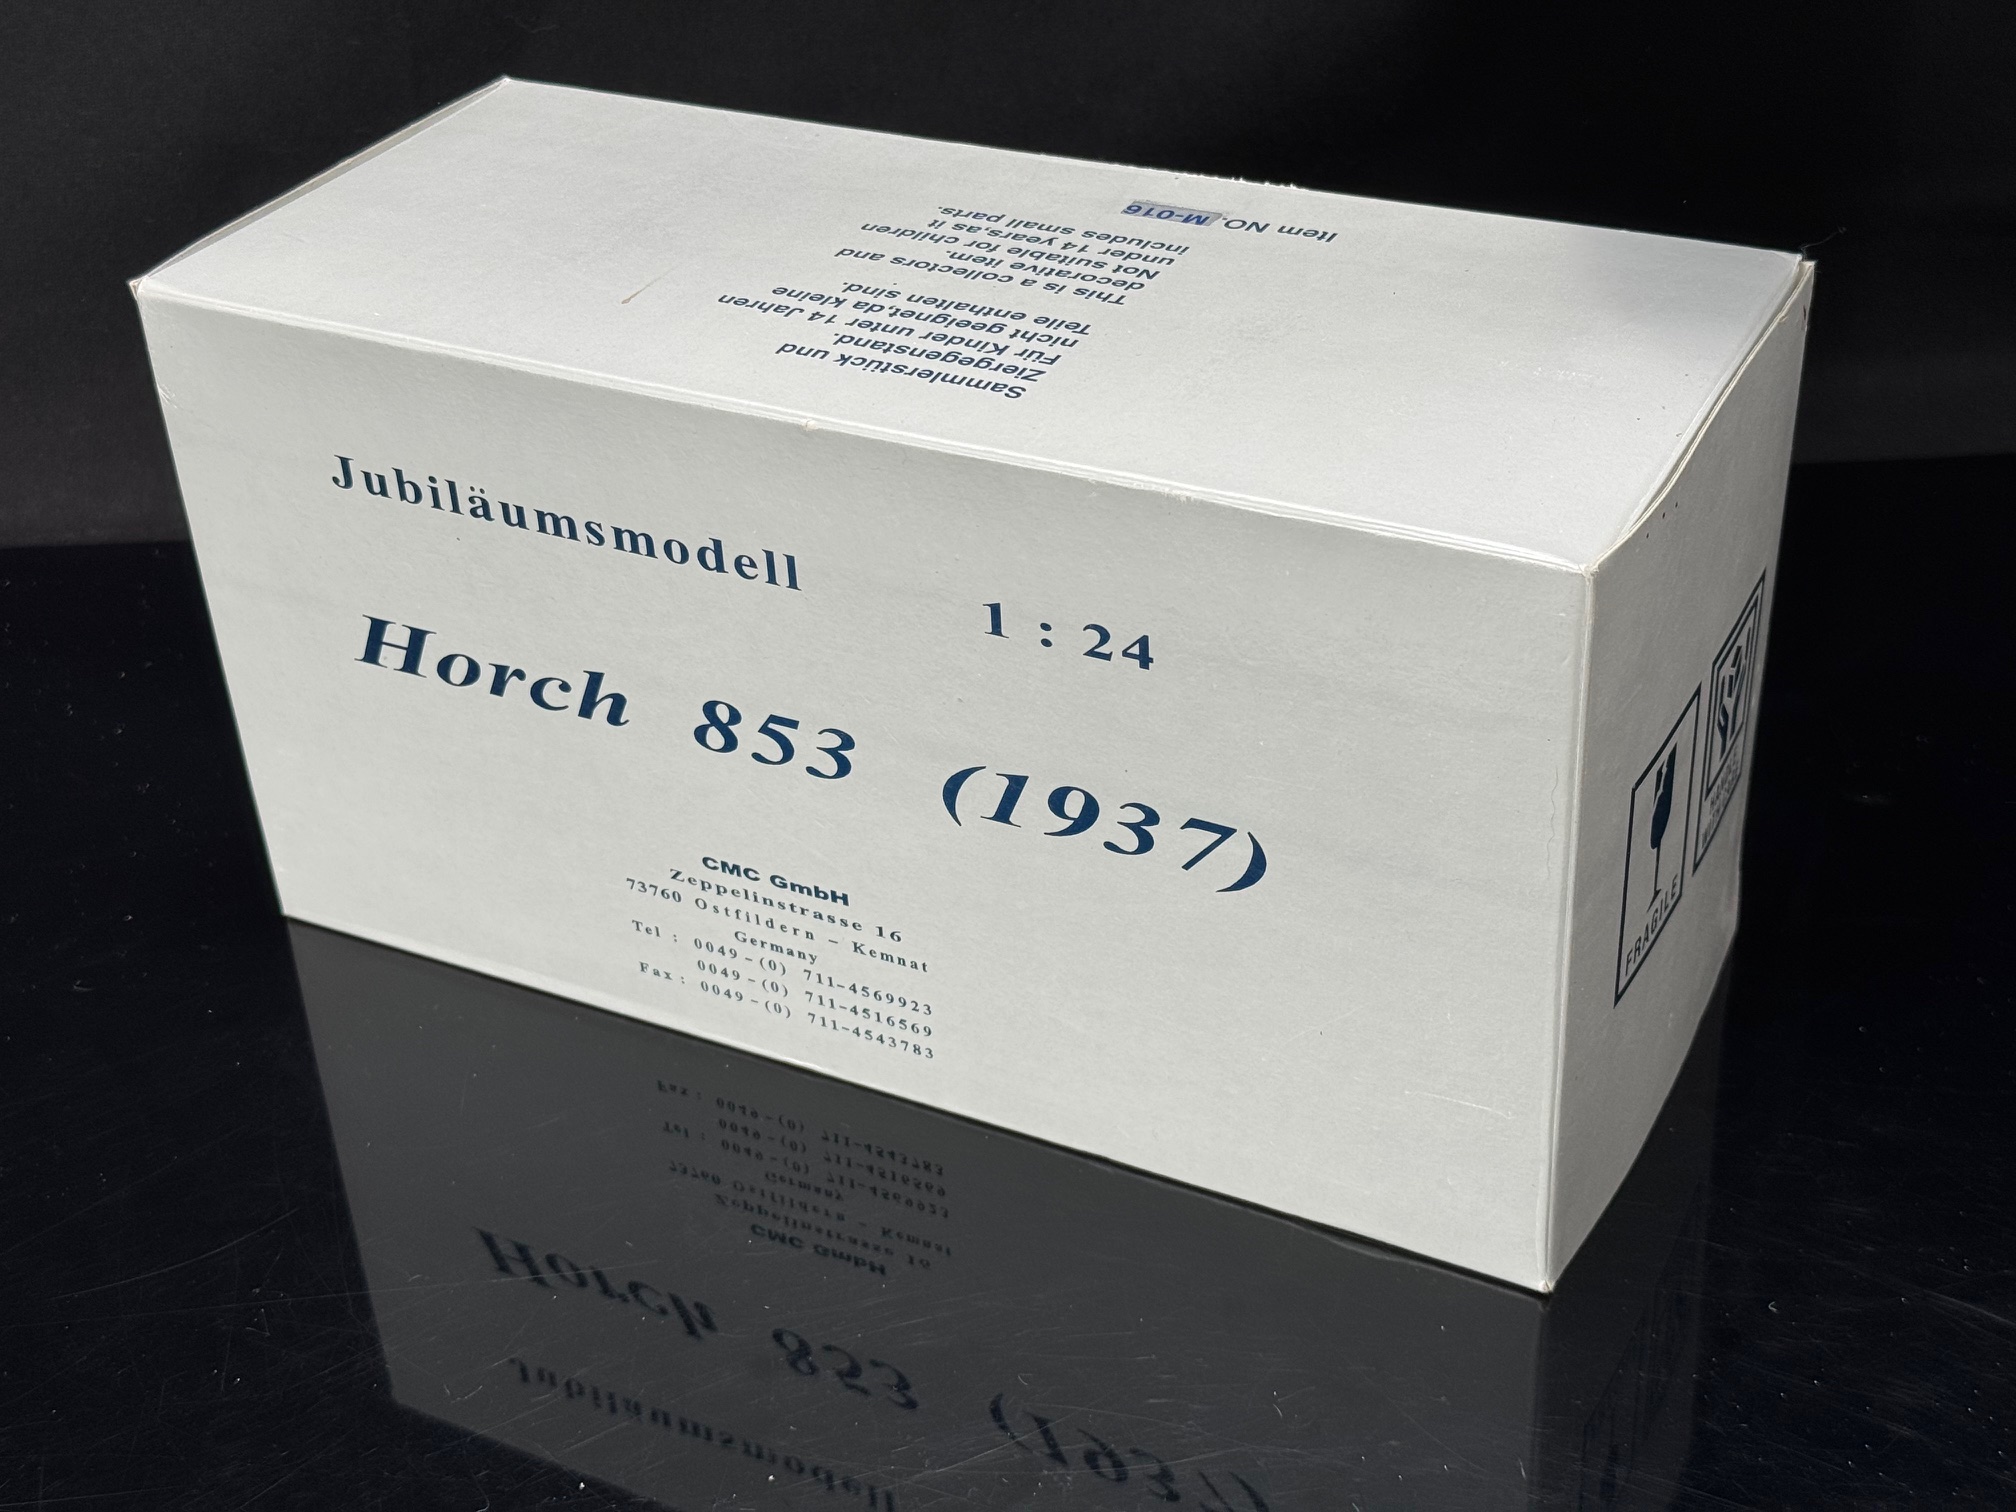 Jubiläumsmodell
1 : 24
Horch 853 (1937)
CMC GmbH
Zeppelinstrasse 16
73760 Ostfildern - Kemnat
Germany
Tel : 0049-(0) 711-4569923
0049-(0) 711-4516569
Fax : 0049-(0) 711-4543783
Sammlerstück und
Ziergegenstand.
Für Kinder unter 14 Jahren
nicht geeignet,da kleine
Teile enthalten sind.
This is a collectors and
decorative item.
Not suitable for children
under 14 years,as it
includes small parts.
Item NO. M-016
FRAGILE
HANDLE